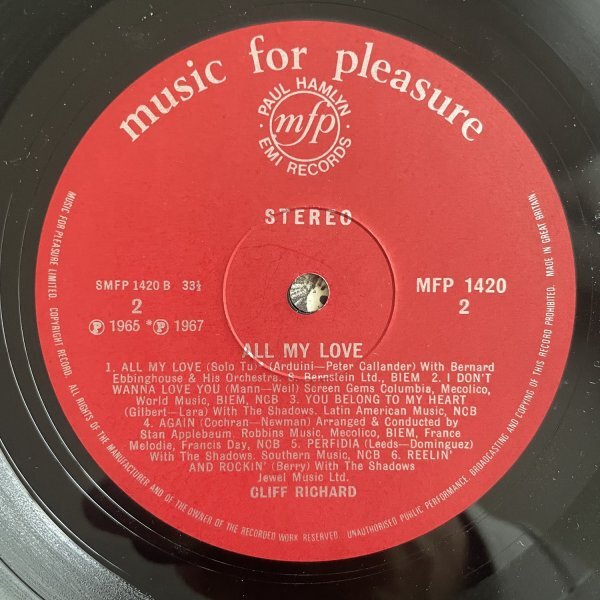 music for pleasure
PAUL HAMLYN
mfp
EMI RECORDS
STEREO
SMFP 1420 B 33⅓
2
Ⓟ 1965 *Ⓟ 1967
MFP 1420
2
ALL MY LOVE
1. ALL MY LOVE (Solo Tu)* (Arduini—Peter Callander) With Bernard
Ebbinghouse & His Orchestra. S. Bernstein Ltd., BIEM 2. I DON'T
WANNA LOVE YOU (Mann—Weil) Screen Gems Columbia, Mecolico,
World Music, BIEM, NCB 3. YOU BELONG TO MY HEART
(Gilbert—Lara) With The Shadows. Latin American Music, NCB
4. AGAIN (Cochran—Newman) Arranged & Conducted by
Stan Applebaum. Robbins Music, Mecolico, BIEM, France
Melodie, Francis Day, NCB 5. PERFIDA (Leeds—Dominguez)
With The Shadows. Southern Music, NCB 6. REELIN'
AND ROCKIN' (Berry) With The Shadows
Jewel Music Ltd.
CLIFF RICHARD
MUSIC FOR PLEASURE LIMITED. COPYRIGHT RECORD. ALL RIGHTS OF THE MANUFACTURER AND OF THE OWNER OF THE RECORDED WORK RESERVED. UNAUTHORISED PUBLIC PERFORMANCE BROADCASTING AND COPYING OF THIS RECORD PROHIBITED. MADE IN GREAT BRITAIN.